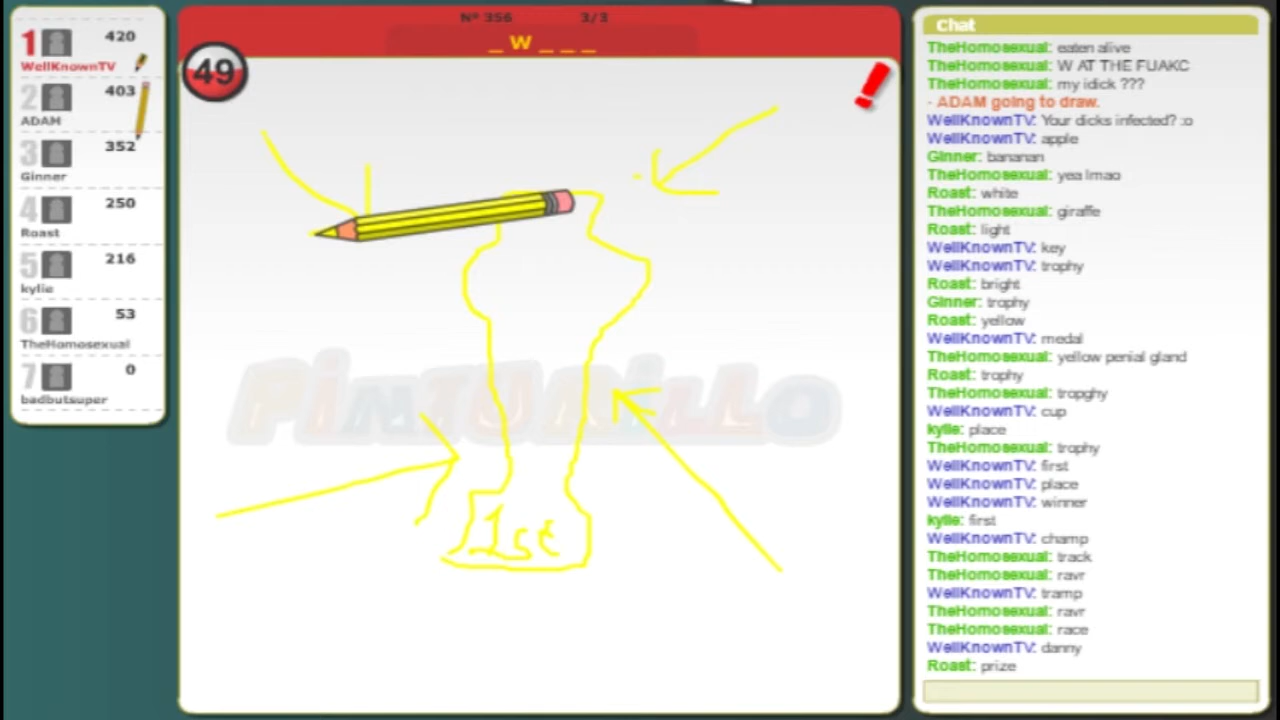 Nº 356 3/3
_ W _ _ _
49
1 420
WellKnownTV
2 403
ADAM
3 352
Ginner
4 250
Roast
5 216
kylie
6 53
TheHomosexual
7 0
badbutsuper
1st
Chat
TheHomosexual: eaten alive
TheHomosexual: W AT THE FUAKC
TheHomosexual: my idick ???
- ADAM going to draw.
WellKnownTV: Your dicks infected? :o
WellKnownTV: apple
Ginner: bananan
TheHomosexual: yea lmao
Roast: white
TheHomosexual: giraffe
Roast: light
WellKnownTV: key
WellKnownTV: trophy
Roast: bright
Ginner: trophy
Roast: yellow
WellKnownTV: medal
TheHomosexual: yellow penial gland
Roast: trophy
TheHomosexual: tropghy
WellKnownTV: cup
kylie: place
TheHomosexual: trophy
WellKnownTV: first
WellKnownTV: place
WellKnownTV: winner
kylie: first
WellKnownTV: champ
TheHomosexual: track
TheHomosexual: ravr
WellKnownTV: tramp
TheHomosexual: ravr
TheHomosexual: race
WellKnownTV: danny
Roast: prize